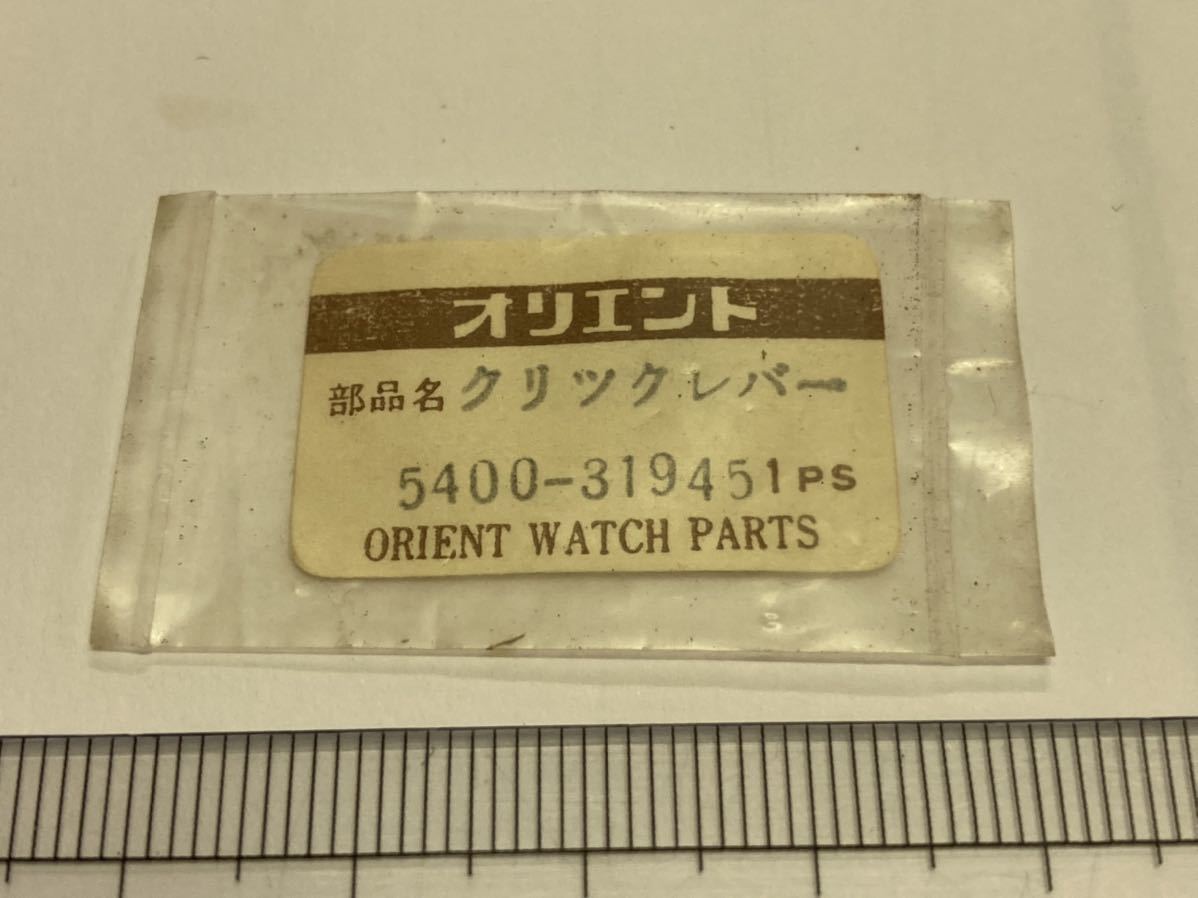 オリエント
部品名 クリツクレバー
5400-319451PS
ORIENT WATCH PARTS